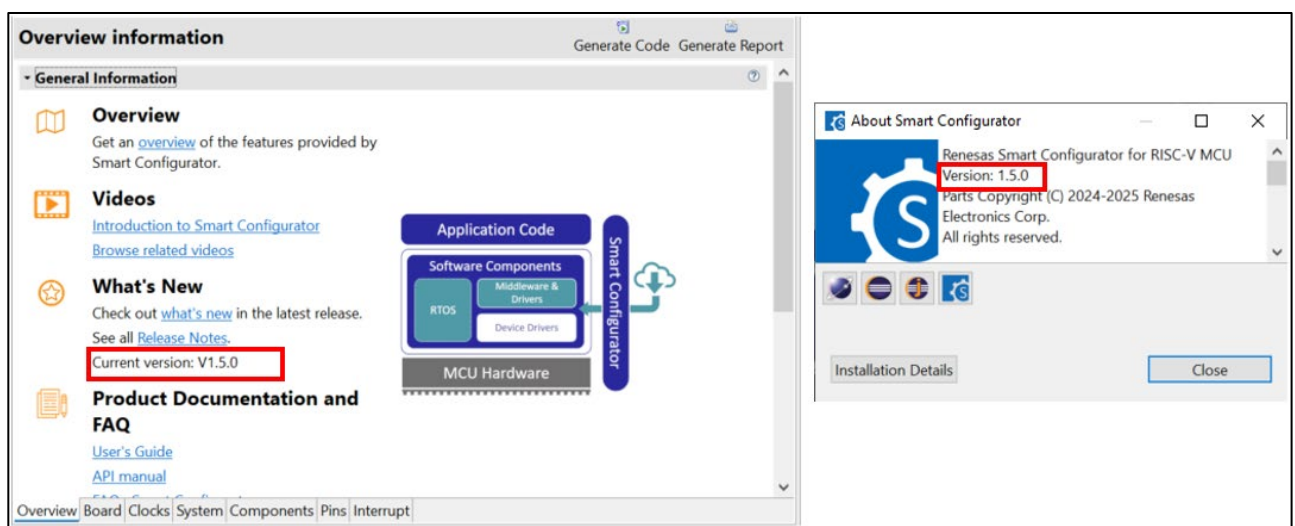 Overview information
Generate Code Generate Report
General Information
Overview
Get an overview of the features provided by
Smart Configurator.
Videos
Introduction to Smart Configurator
Browse related videos
What's New
Check out what's new in the latest release.
See all Release Notes.
Current version: V1.5.0
Product Documentation and
FAQ
User's Guide
API manual
Application Code
Software Components
RTOS
Middleware &
Drivers
Device Drivers
MCU Hardware
Smart Configurator
Overview Board Clocks System Components Pins Interrupt
About Smart Configurator
Renesas Smart Configurator for RISC-V MCU
Version: 1.5.0
Parts Copyright (C) 2024-2025 Renesas
Electronics Corp.
All rights reserved.
Installation Details
Close